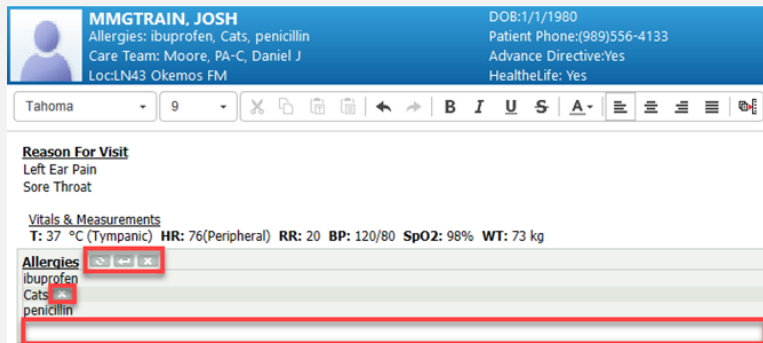 MMGTRAIN, JOSH
Allergies: ibuprofen, Cats, penicillin
Care Team: Moore, PA-C, Daniel J
Loc:LN43 Okemos FM
DOB:1/1/1980
Patient Phone:(989)556-4133
Advance Directive:Yes
HealtheLife: Yes
Tahoma 9 B I U S A
Reason For Visit
Left Ear Pain
Sore Throat
Vitals & Measurements
T: 37 °C (Tympanic) HR: 76(Peripheral) RR: 20 BP: 120/80 SpO2: 98% WT: 73 kg
Allergies
ibuprofen
Cats
penicillin